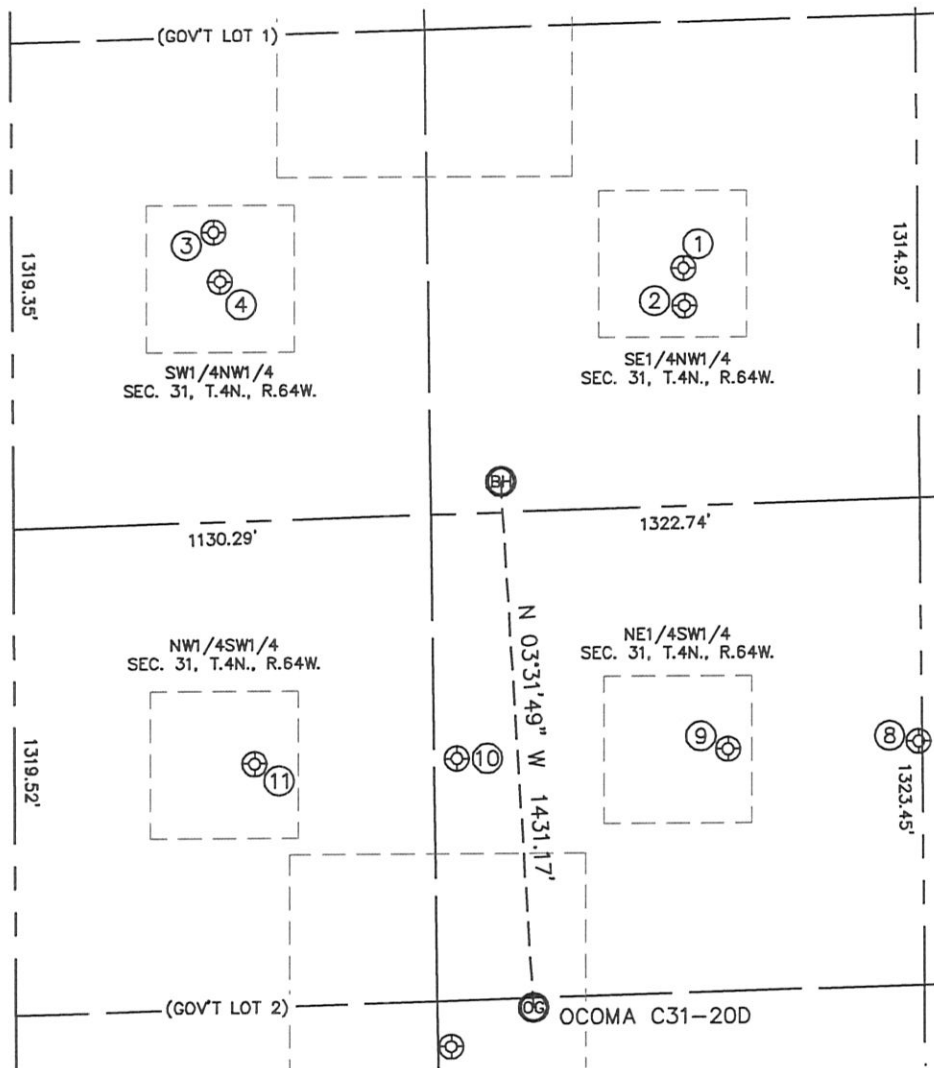 (GOV'T LOT 1)
1319.35'
1314.92'
3
1
2
4
SW1/4NW1/4
SEC. 31, T.4N., R.64W.
SE1/4NW1/4
SEC. 31, T.4N., R.64W.
BH
1130.29'
1322.74'
N 03°31'49" W 1431.17'
NW1/4SW1/4
SEC. 31, T.4N., R.64W.
NE1/4SW1/4
SEC. 31, T.4N., R.64W.
1319.52'
11
10
9
8
1323.45'
(GOV'T LOT 2)
OG OCOMA C31-20D